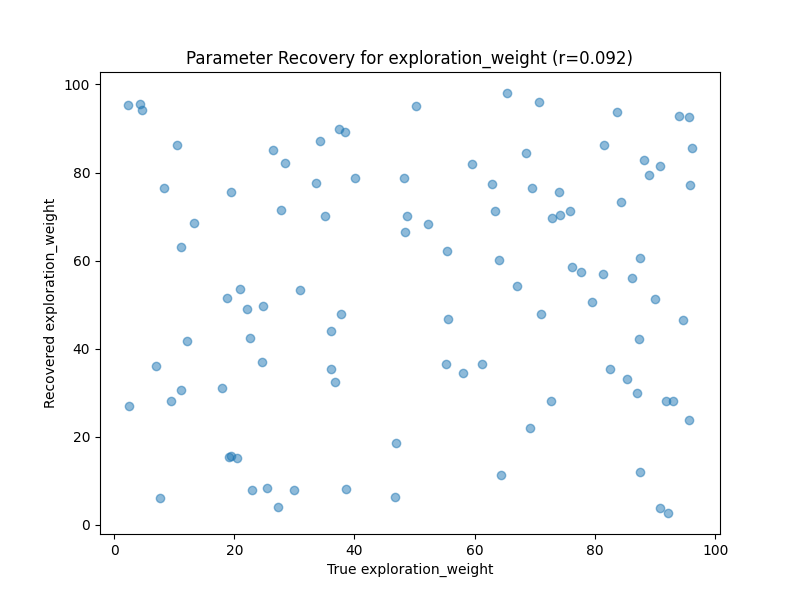 Parameter Recovery for exploration_weight (r=0.092)
100
80
60
40
20
0
Recovered exploration_weight
0 20 40 60 80 100
True exploration_weight